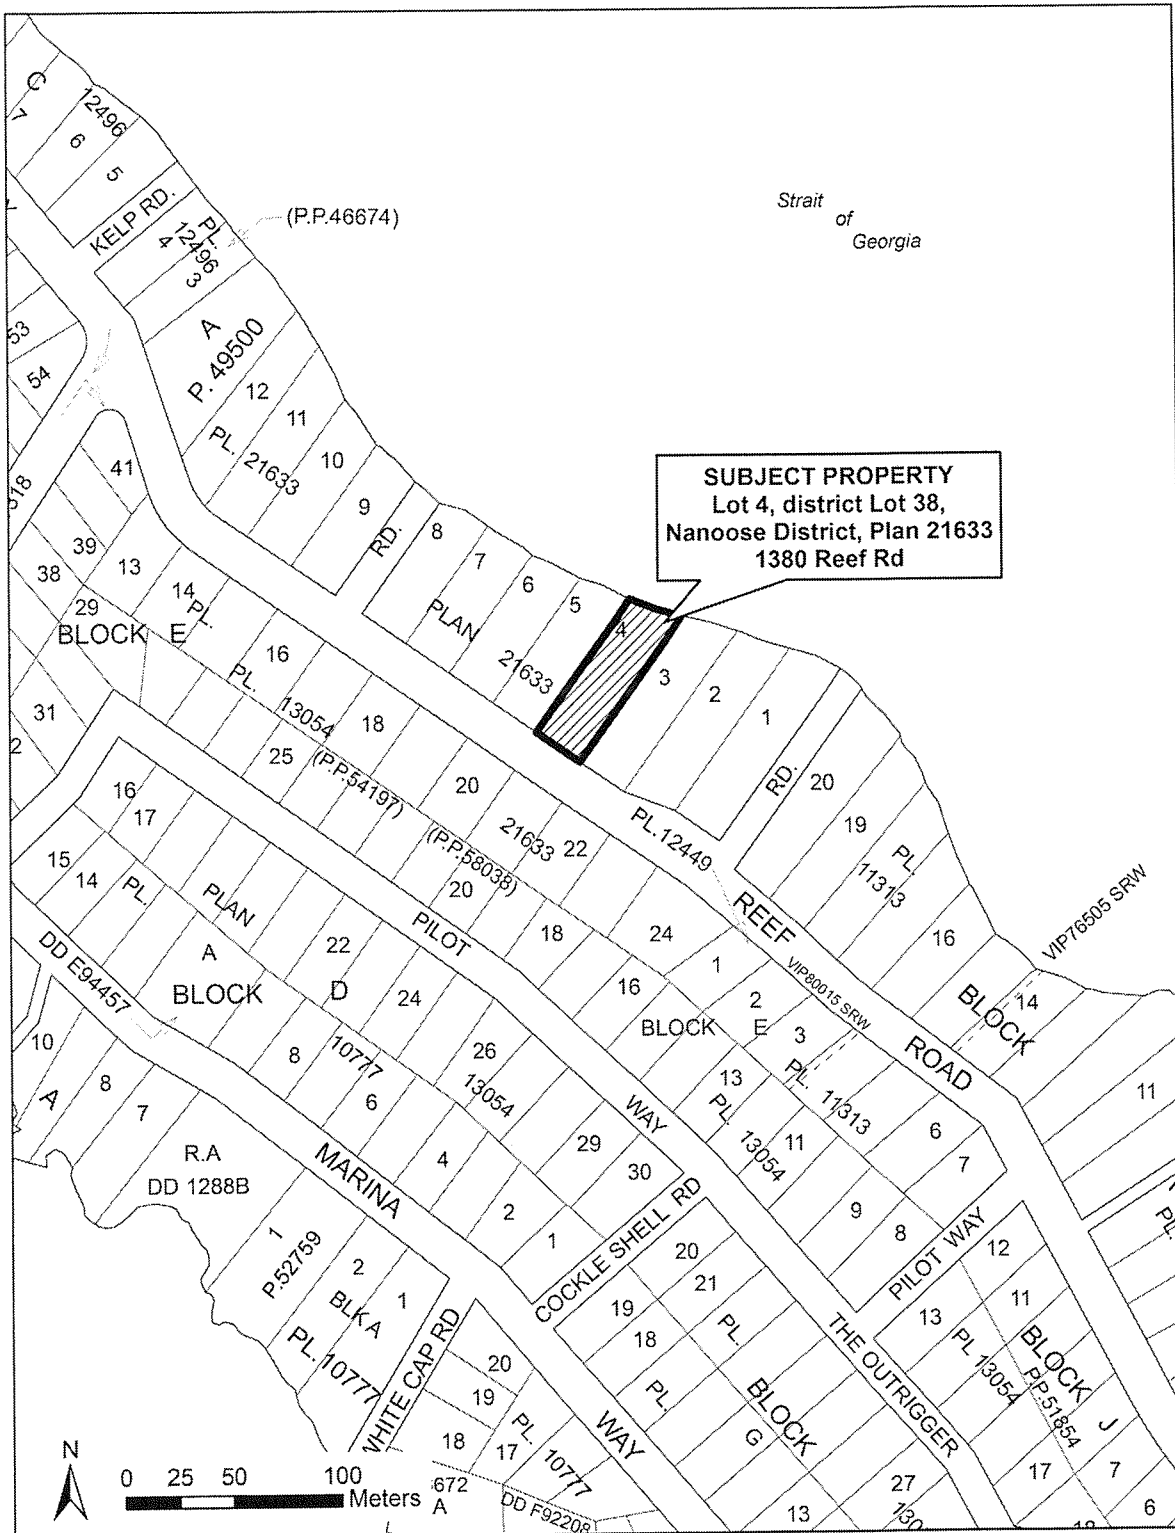 C
7
6
12496
5
KELP RD.
PL.
12496
4
3
(P.P.46674)
Strait
of
Georgia
53
54
A
P. 49500
12
11
10
9
PL. 21633
RD.
8
7
6
5
4
3
2
1
PLAN
21633
SUBJECT PROPERTY
Lot 4, district Lot 38,
Nanoose District, Plan 21633
1380 Reef Rd
41
39
38
13
14
PL.
29
BLOCK E
16
PL.
13054
18
31
2
25
(P.P.54197)
20
21633
22
(P.P.58038)
20
PL.12449
RD.
20
19
PL.
11313
16
VIP76505 SRW
BLOCK
14
11
REEF
ROAD
16
17
15
14
PL.
PLAN
PILOT
18
24
1
16
2
VIP80015 SRW
BLOCK E
3
PL. 11313
A
BLOCK
22
D
24
DD E94457
10
A
8
7
8
10777
6
26
13054
WAY
13
PL.
13054
11
6
7
29
30
4
R.A
DD 1288B
MARINA
2
1
9
8
COCKLE SHELL RD
PILOT WAY
12
PL.
1
P.52759
2
1
BLK A
PL. 10777
WHITE CAP RD
20
21
19
18
PL.
PL.
BLOCK
G
THE OUTRIGGER
13
PL 13054
11
BLOCK
J
P.P.51854
20
19
18
17
PL.
10777
WAY
27
17
7
6
13
N
0 25 50 100
Meters
A
DD F92208